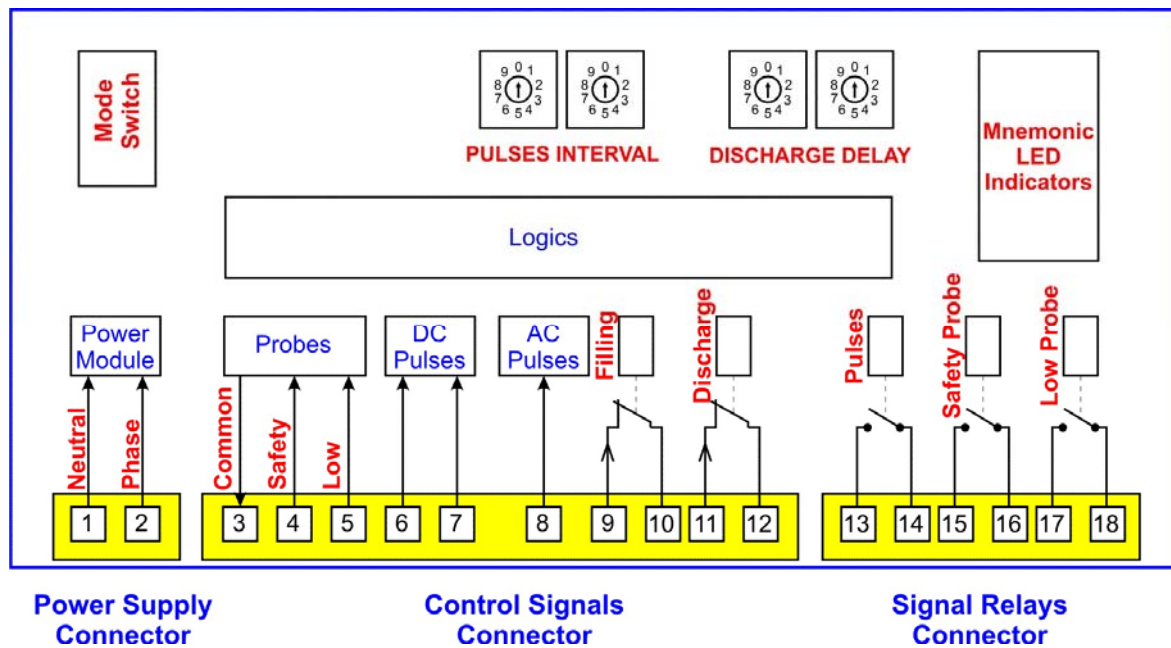 Mode
Switch
9 0 1
8 2
7 3
6 5 4
9 0 1
8 2
7 3
6 5 4
PULSES INTERVAL
9 0 1
8 2
7 3
6 5 4
9 0 1
8 2
7 3
6 5 4
DISCHARGE DELAY
Mnemonic
LED
Indicators
Logics
Power
Module
Probes
DC
Pulses
AC
Pulses
Filling
Discharge
Pulses
Safety Probe
Low Probe
Neutral
Phase
Common
Safety
Low
1 2 3 4 5 6 7 8 9 10 11 12 13 14 15 16 17 18
Power Supply
Connector
Control Signals
Connector
Signal Relays
Connector